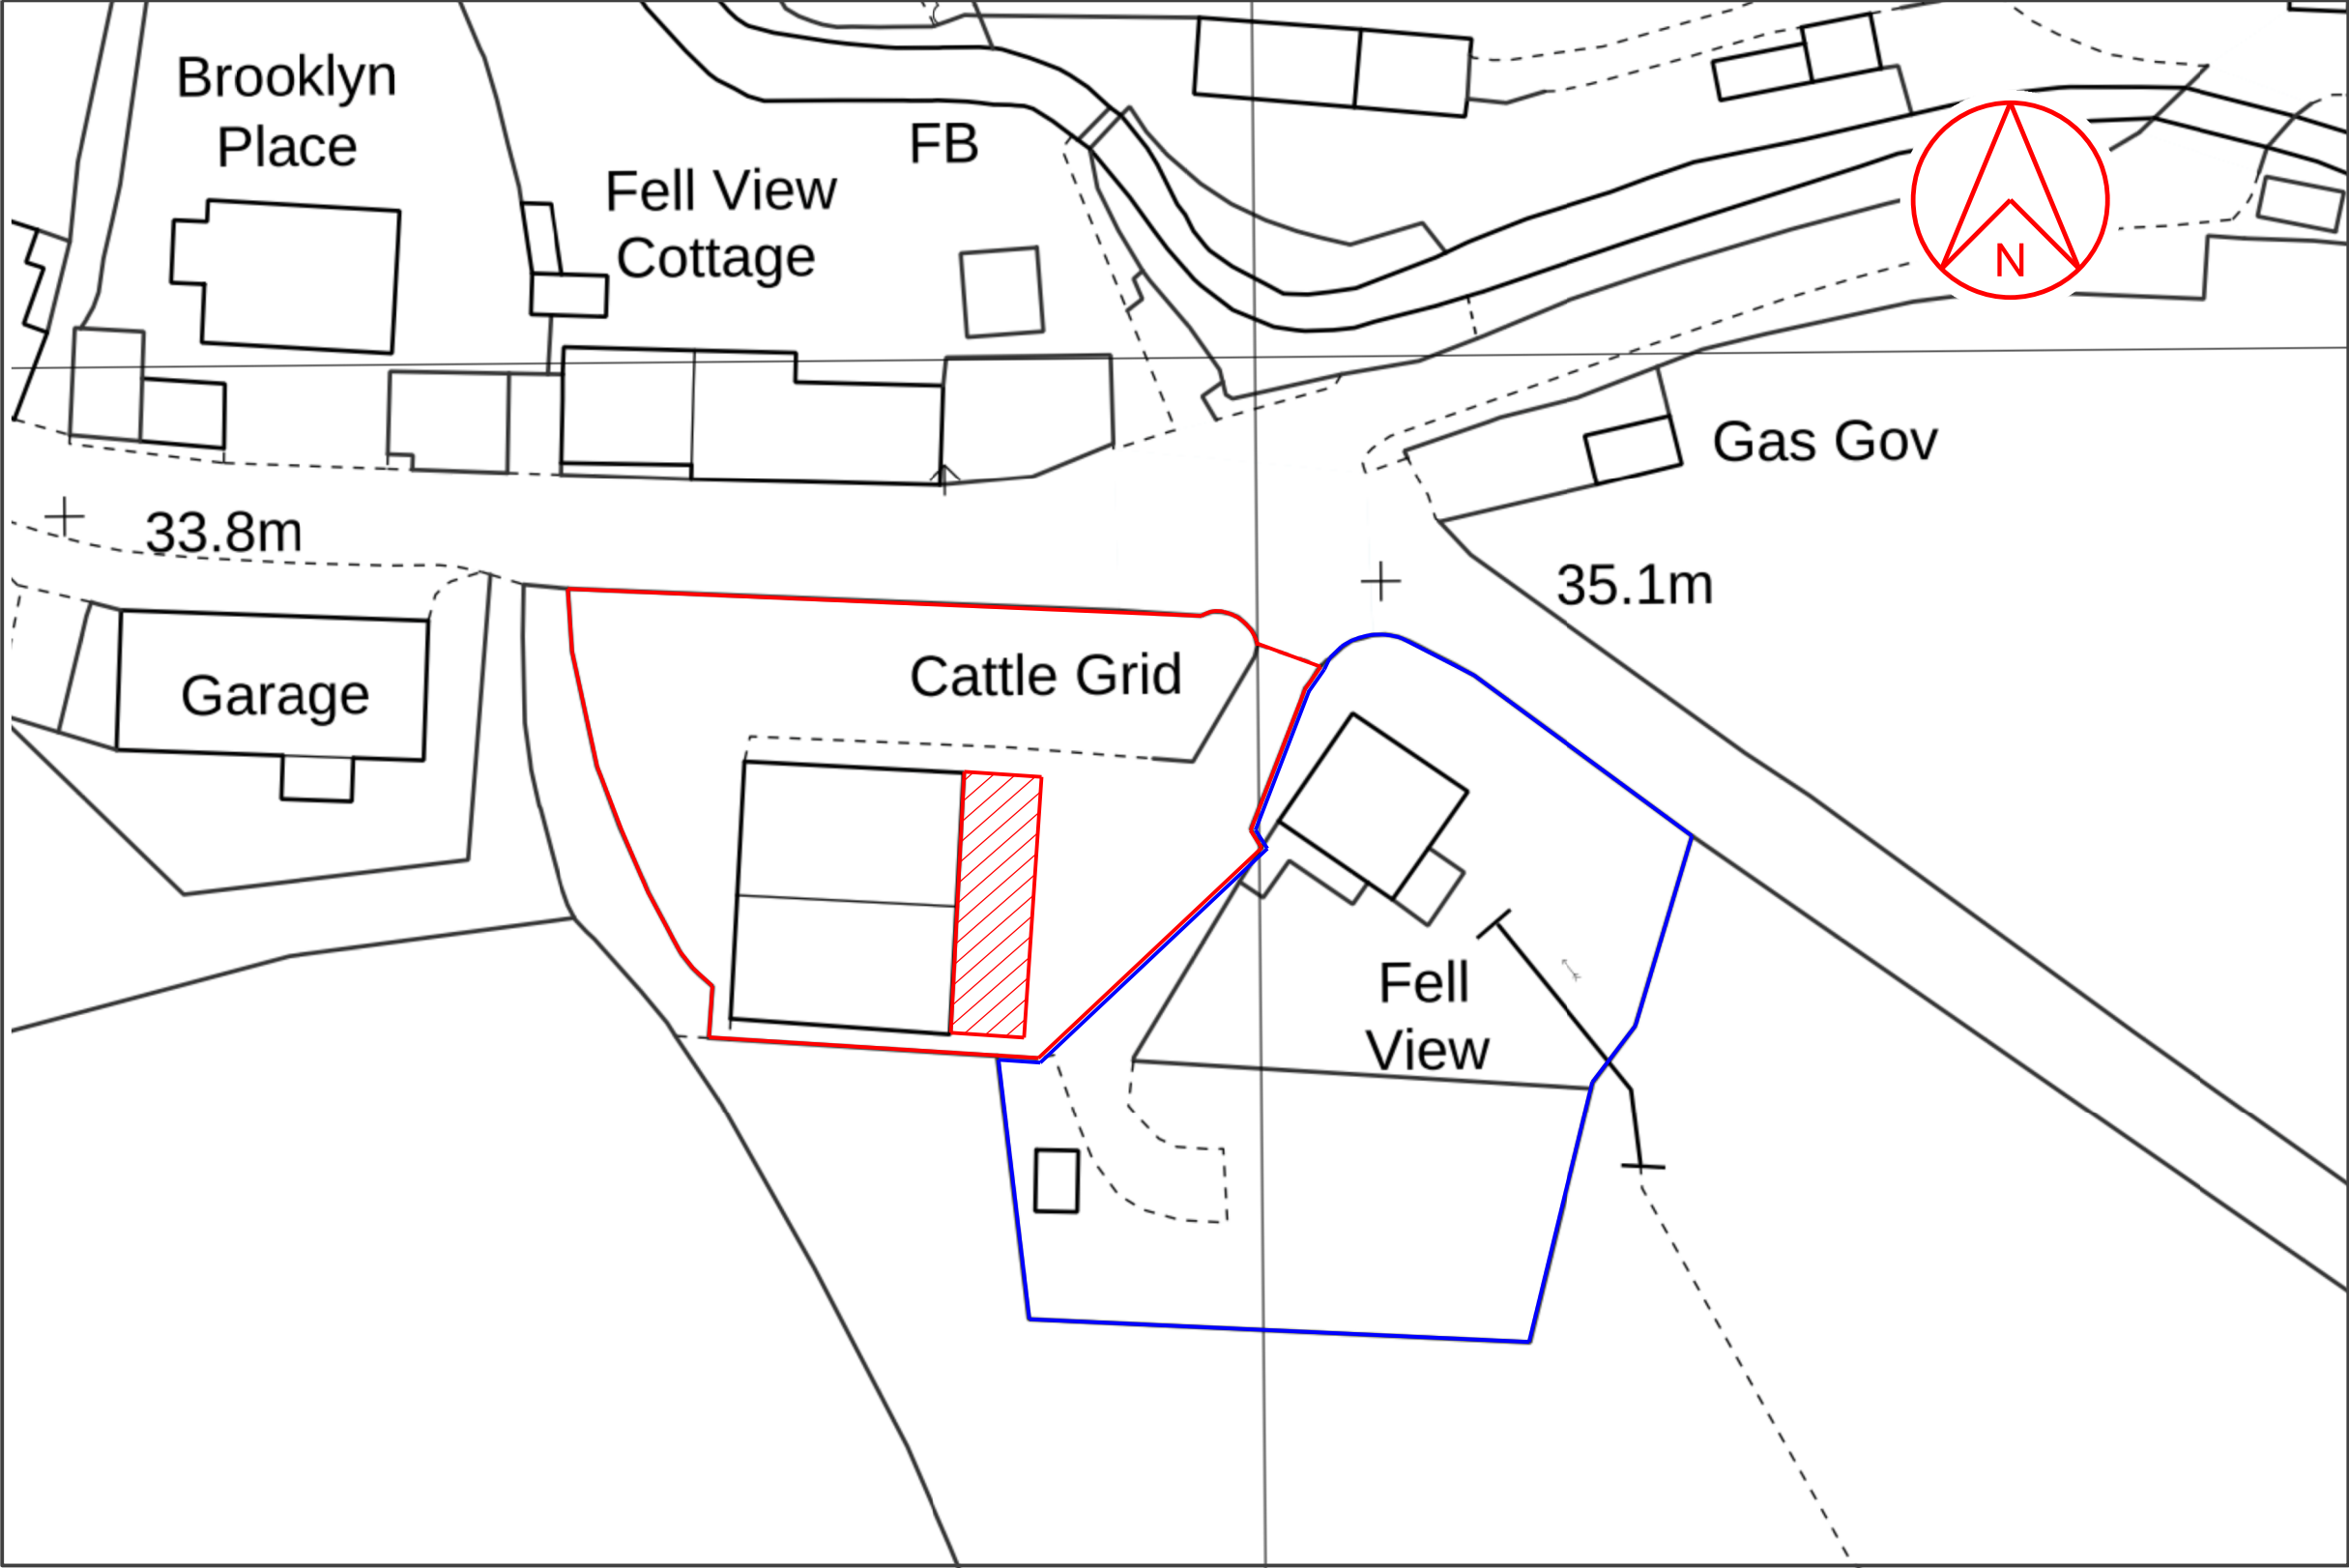 Brooklyn
Place
FB
Fell View
Cottage
N
Gas Gov
33.8m
35.1m
Cattle Grid
Garage
Fell
View